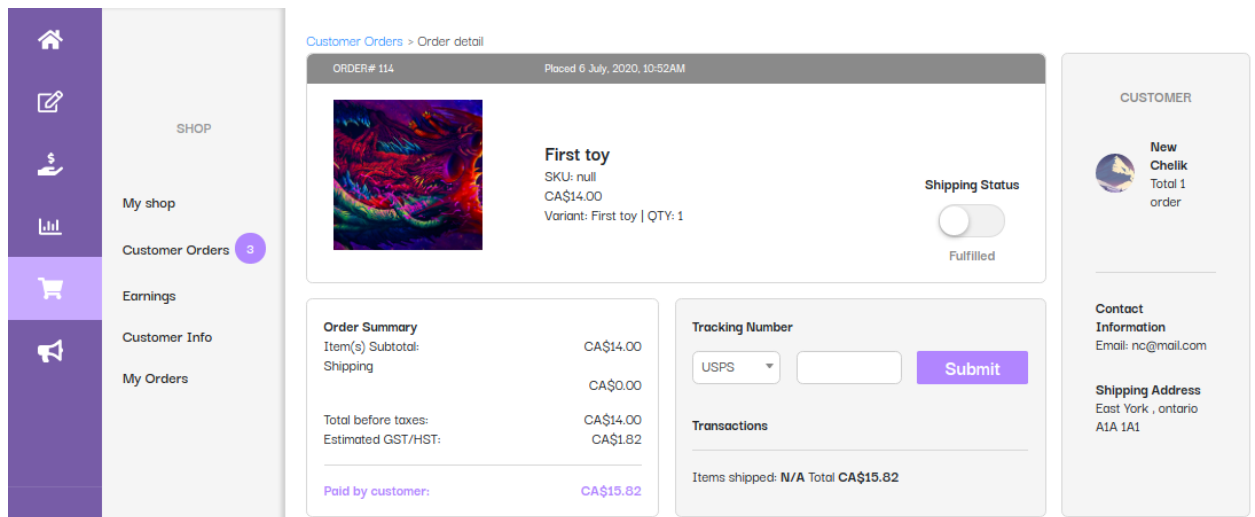 SHOP
My shop
Customer Orders 3
Earnings
Customer Info
My Orders
Customer Orders > Order detail
ORDER# 114 Placed 6 July, 2020, 10:52AM
First toy
SKU: null
CA$14.00
Variant: First toy | QTY: 1
Shipping Status
Fulfilled
Order Summary
Item(s) Subtotal: CA$14.00
Shipping
CA$0.00
Total before taxes: CA$14.00
Estimated GST/HST: CA$1.82
Paid by customer: CA$15.82
Tracking Number
USPS Submit
Transactions
Items shipped: N/A Total CA$15.82
CUSTOMER
New
Chelik
Total 1
order
Contact
Information
Email: nc@mail.com
Shipping Address
East York , ontario
A1A 1A1